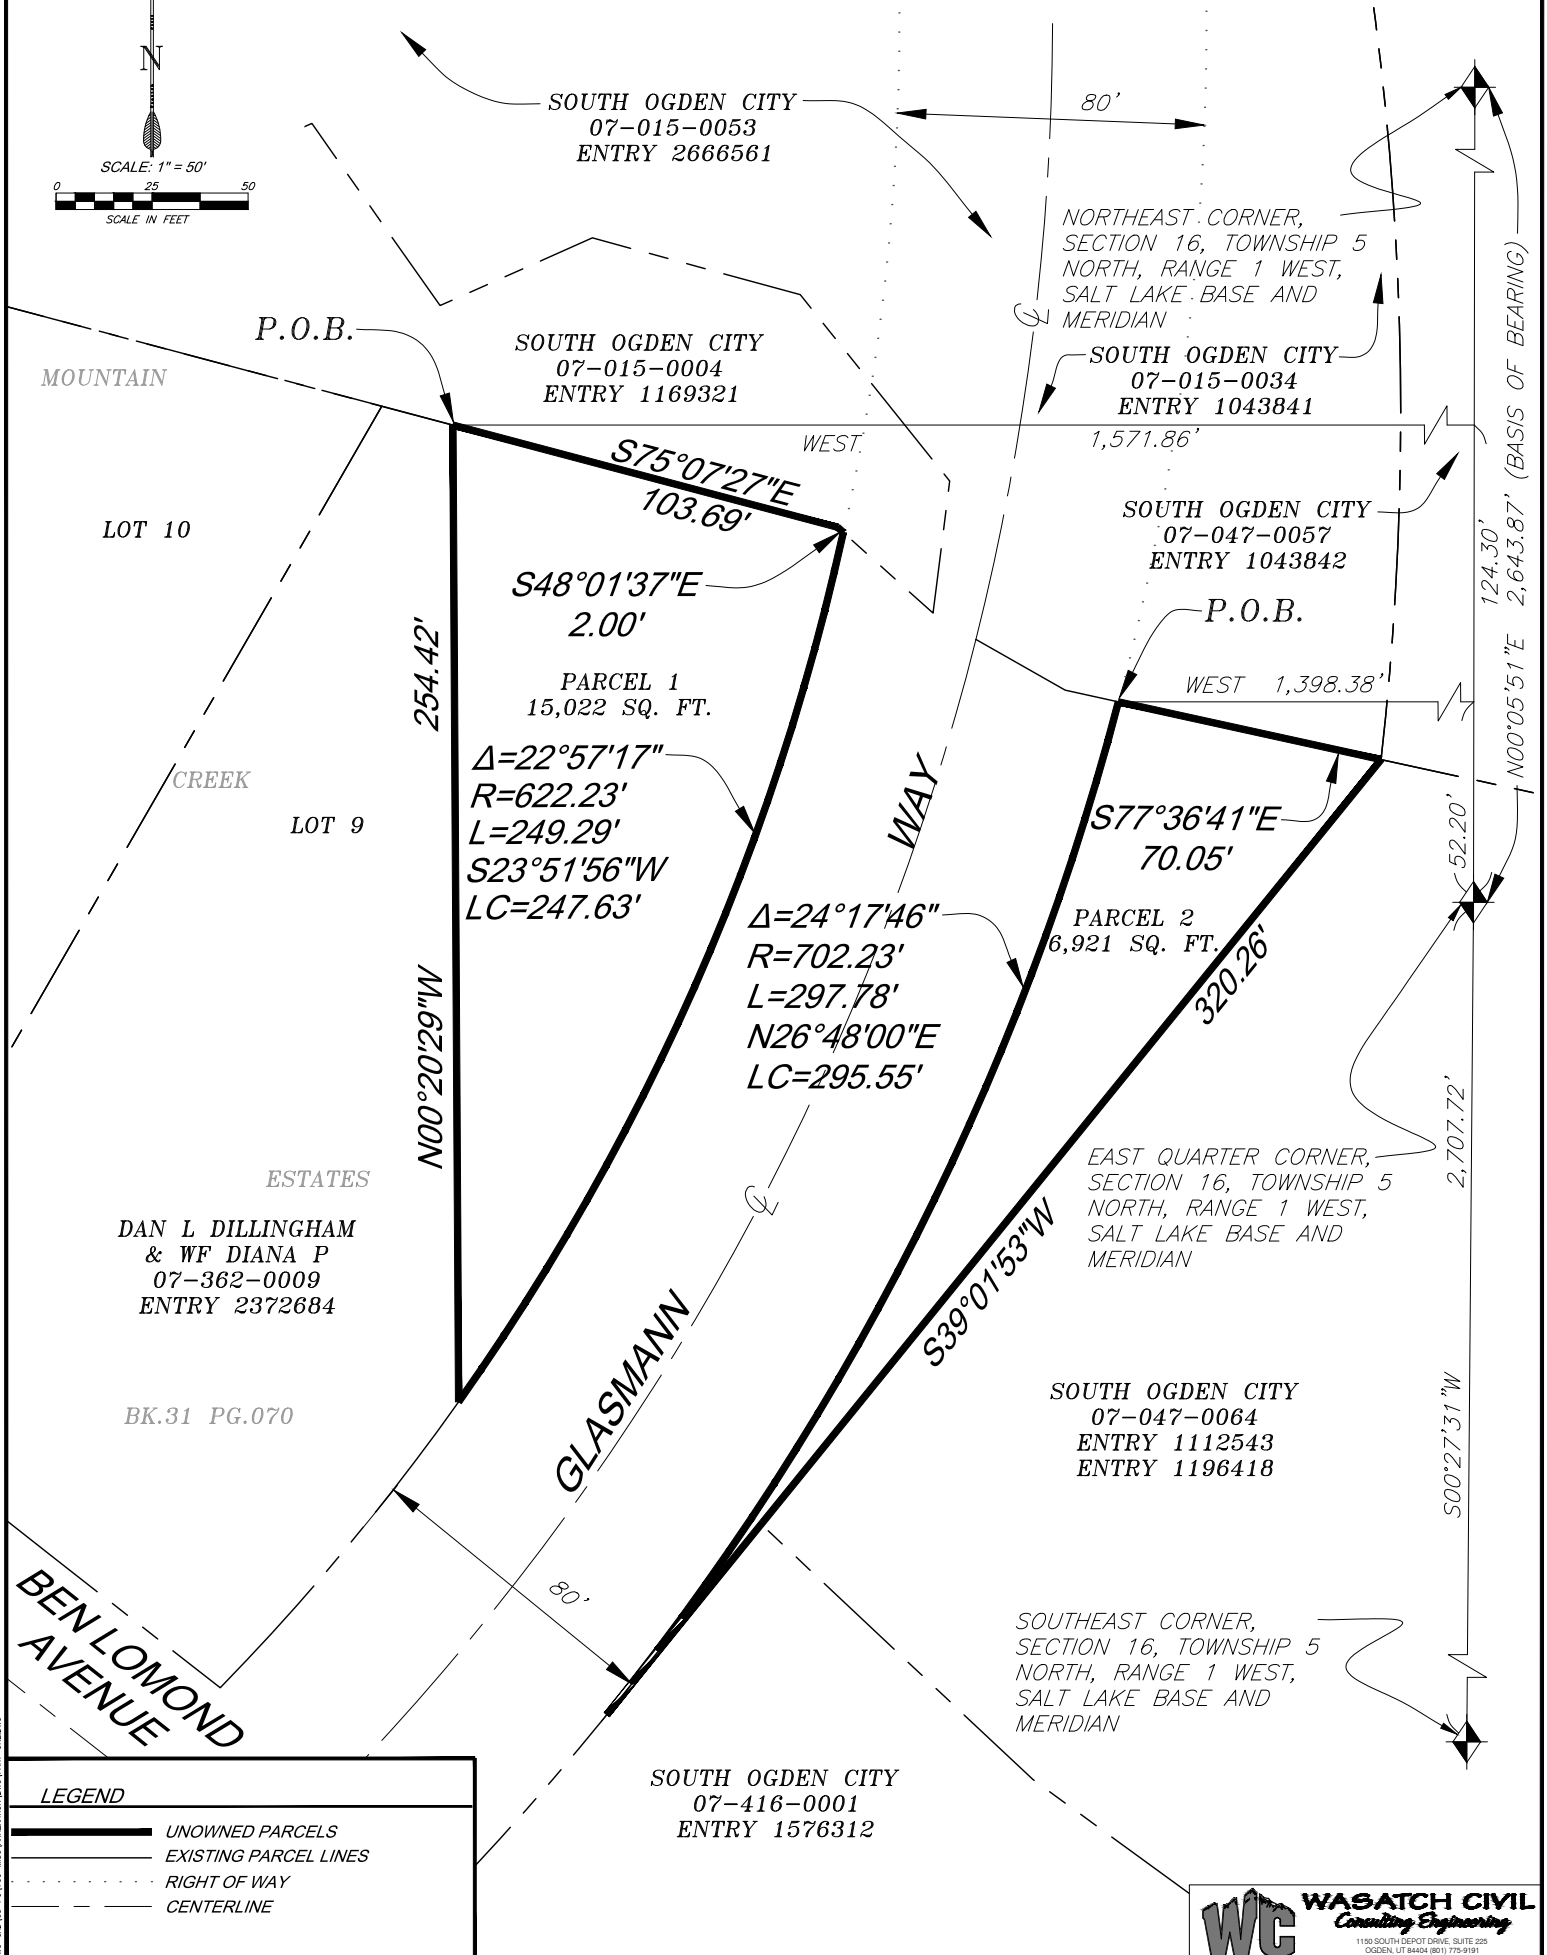 N
SCALE: 1" = 50'
0 25 50
SCALE IN FEET
SOUTH OGDEN CITY
07-015-0053
ENTRY 2666561
80'
NORTHEAST CORNER,
SECTION 16, TOWNSHIP 5
NORTH, RANGE 1 WEST,
SALT LAKE BASE AND
MERIDIAN
P.O.B.
SOUTH OGDEN CITY
07-015-0004
ENTRY 1169321
SOUTH OGDEN CITY
07-015-0034
ENTRY 1043841
MOUNTAIN
WEST
1,571.86'
S75°07'27"E
103.69'
LOT 10
SOUTH OGDEN CITY
07-047-0057
ENTRY 1043842
124.30'
N00°05'51"E 2,643.87' (BASIS OF BEARING)
S48°01'37"E
2.00'
P.O.B.
254.42'
N00°20'29"W
PARCEL 1
15,022 SQ. FT.
WEST 1,398.38'
Δ=22°57'17"
R=622.23'
L=249.29'
S23°51'56"W
LC=247.63'
CREEK
LOT 9
WAY
S77°36'41"E
70.05'
52.20'
Δ=24°17'46"
R=702.23'
L=297.78'
N26°48'00"E
LC=295.55'
PARCEL 2
6,921 SQ. FT.
320.26'
S39°01'53"W
2,707.72'
S00°27'31"W
EAST QUARTER CORNER,
SECTION 16, TOWNSHIP 5
NORTH, RANGE 1 WEST,
SALT LAKE BASE AND
MERIDIAN
ESTATES
DAN L DILLINGHAM
& WF DIANA P
07-362-0009
ENTRY 2372684
GLASMANN
BK.31 PG.070
SOUTH OGDEN CITY
07-047-0064
ENTRY 1112543
ENTRY 1196418
80'
BEN LOMOND
AVENUE
SOUTHEAST CORNER,
SECTION 16, TOWNSHIP 5
NORTH, RANGE 1 WEST,
SALT LAKE BASE AND
MERIDIAN
SOUTH OGDEN CITY
07-416-0001
ENTRY 1576312
LEGEND
UNOWNED PARCELS
EXISTING PARCEL LINES
RIGHT OF WAY
CENTERLINE
WC
WASATCH CIVIL
Consulting Engineering
1150 SOUTH DEPOT DRIVE, SUITE 225
OGDEN, UT 84404 (801) 775-9191